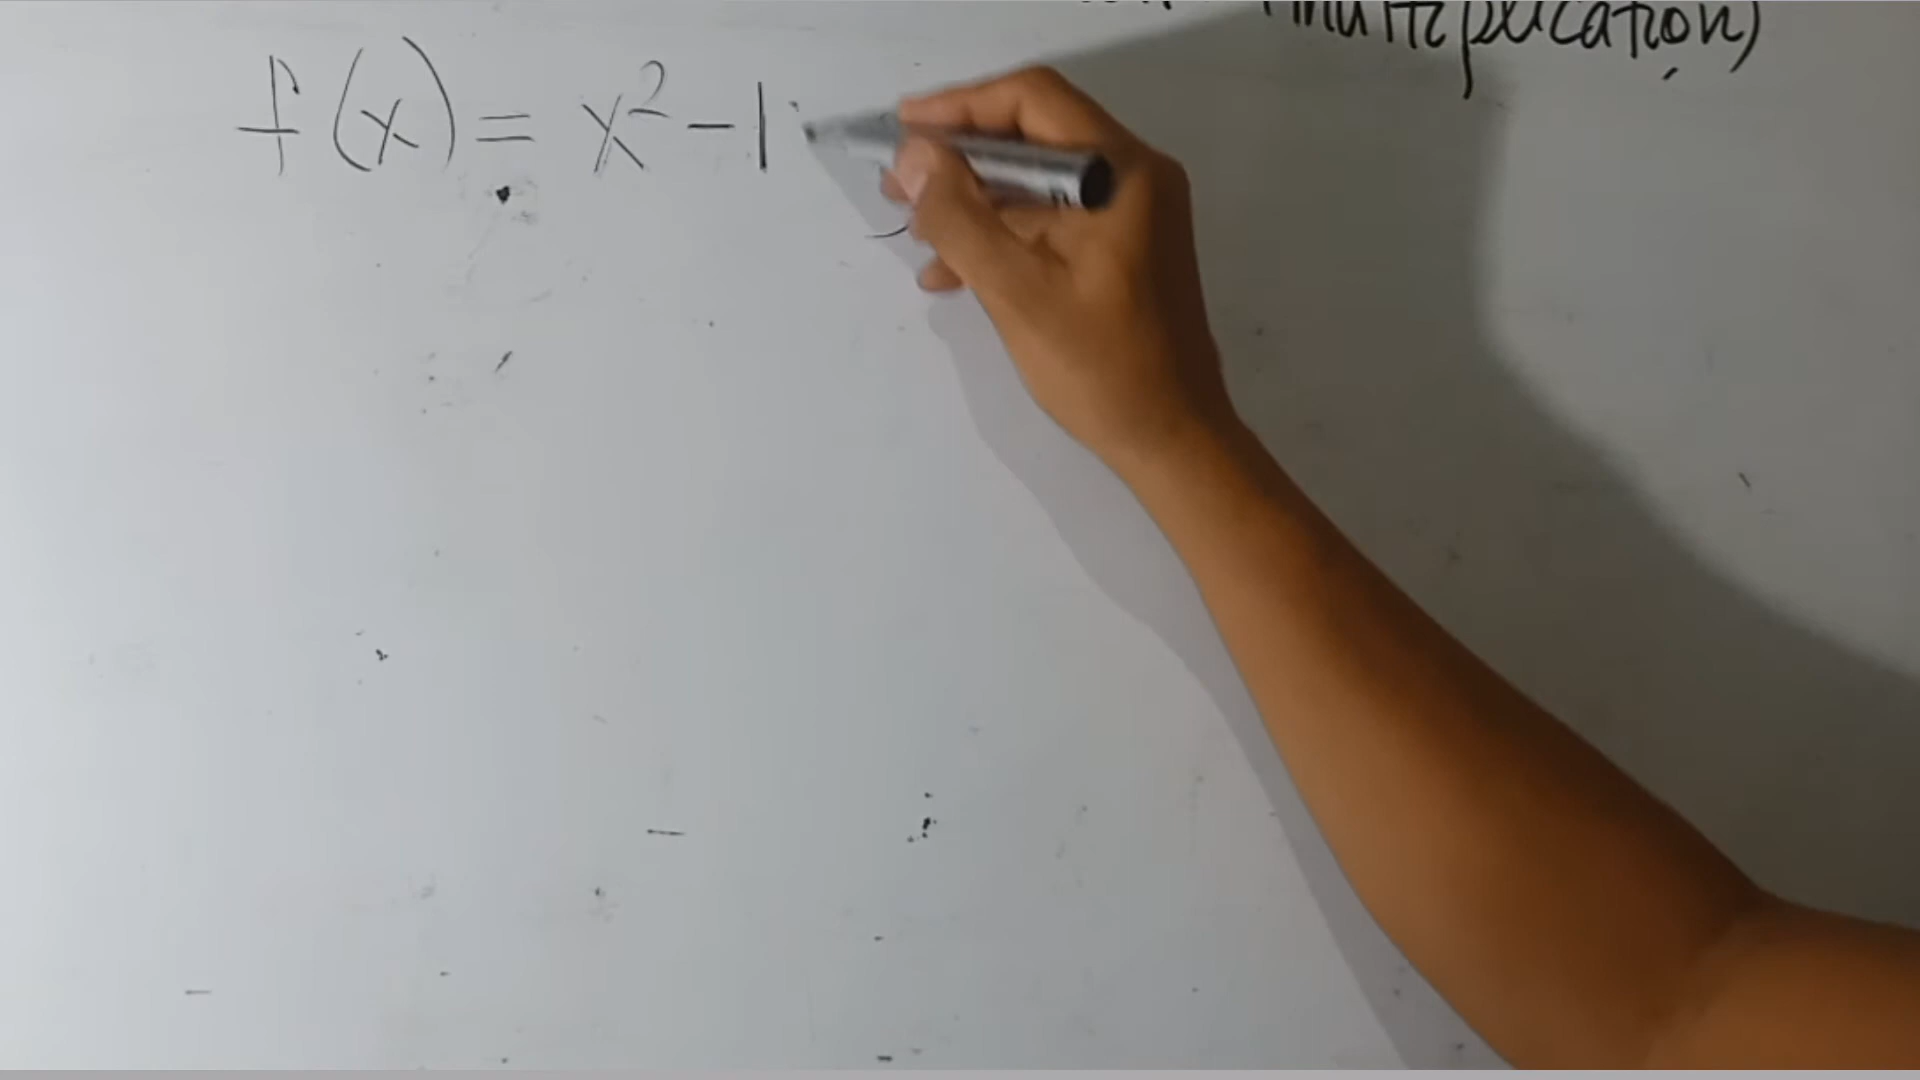 multiplication)
f(x) = x² - 1